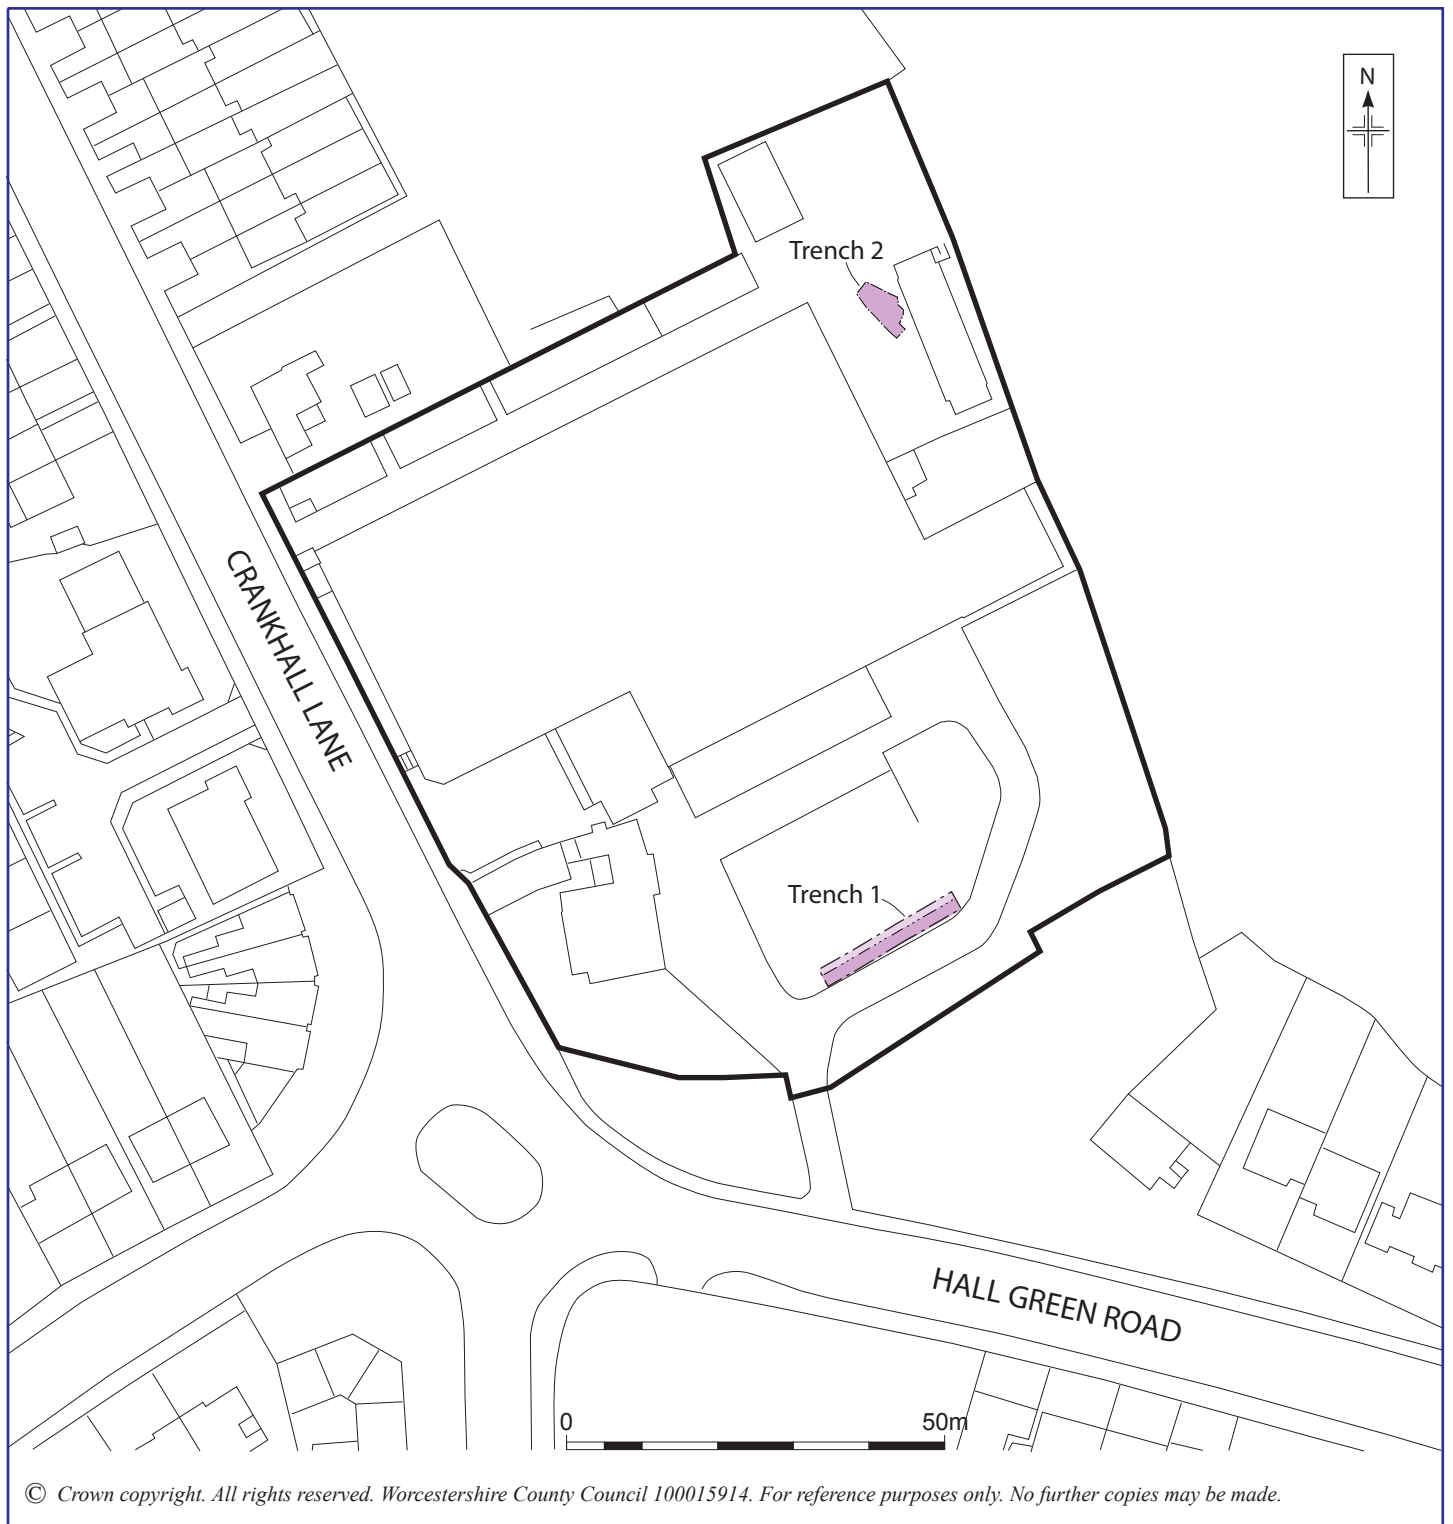 N
Trench 2
CRANKHALL LANE
Trench 1
HALL GREEN ROAD
0 50m
© Crown copyright. All rights reserved. Worcestershire County Council 100015914. For reference purposes only. No further copies may be made.